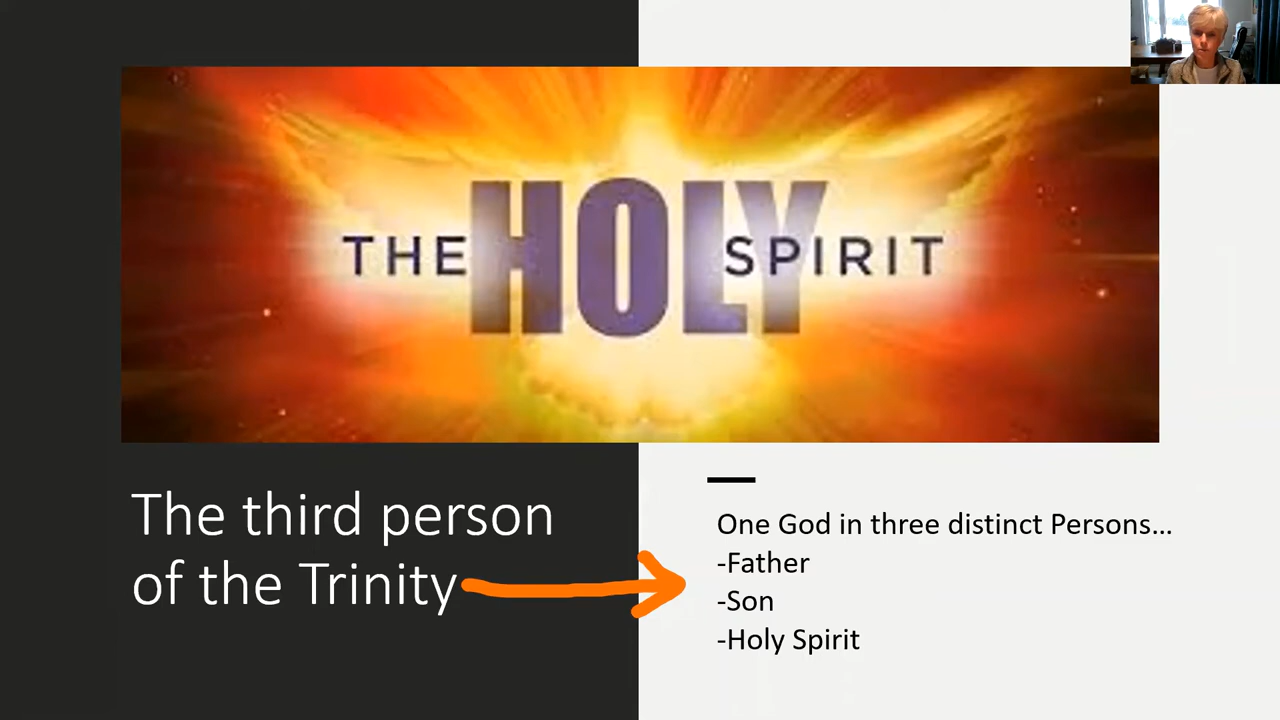 THE HOLY SPIRIT
The third person
of the Trinity
One God in three distinct Persons...
-Father
-Son
-Holy Spirit